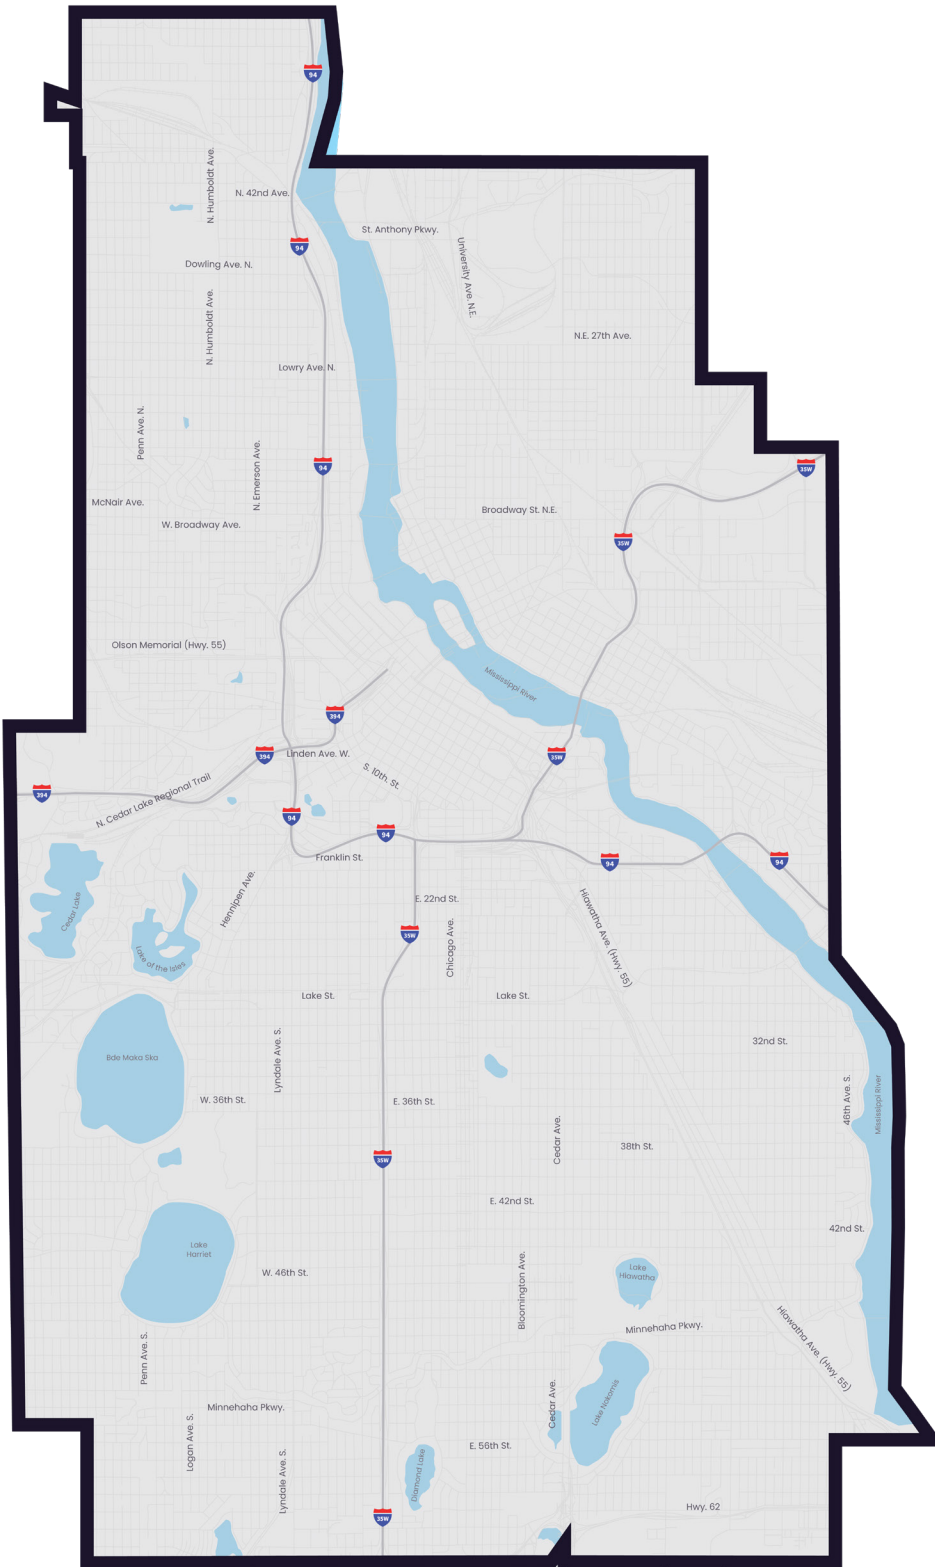 94
N. Humboldt Ave.
N. 42nd Ave.
St. Anthony Pkwy.
94
University Ave. N.E.
Dowling Ave. N.
N. Humboldt Ave.
N.E. 27th Ave.
Lowry Ave. N.
Penn Ave. N.
N. Emerson Ave.
94
35W
McNair Ave.
Broadway St. N.E.
W. Broadway Ave.
35W
Olson Memorial (Hwy. 55)
Mississippi River
394
394
Linden Ave. W.
35W
S. 10th. St.
394
N. Cedar Lake Regional Trail
94
94
Franklin St.
94
94
Hennipen Ave.
E. 22nd St.
Cedar Lake
Hiawatha Ave. (Hwy. 55)
35W
Chicago Ave.
Lake of the Isles
Lake St.
Lake St.
32nd St.
Bde Maka Ska
Lyndale Ave. S.
W. 36th St.
E. 36th St.
46th Ave. S.
Mississippi River
Cedar Ave.
38th St.
35W
E. 42nd St.
42nd St.
Lake
Harriet
W. 46th St.
Bloomington Ave.
Lake
Hiawatha
Minnehaha Pkwy.
Hiawatha Ave. (Hwy. 55)
Penn Ave. S.
Minnehaha Pkwy.
Cedar Ave.
Lake Nokomis
Logan Ave. S.
E. 56th St.
Lyndale Ave. S.
Diamond Lake
Hwy. 62
35W